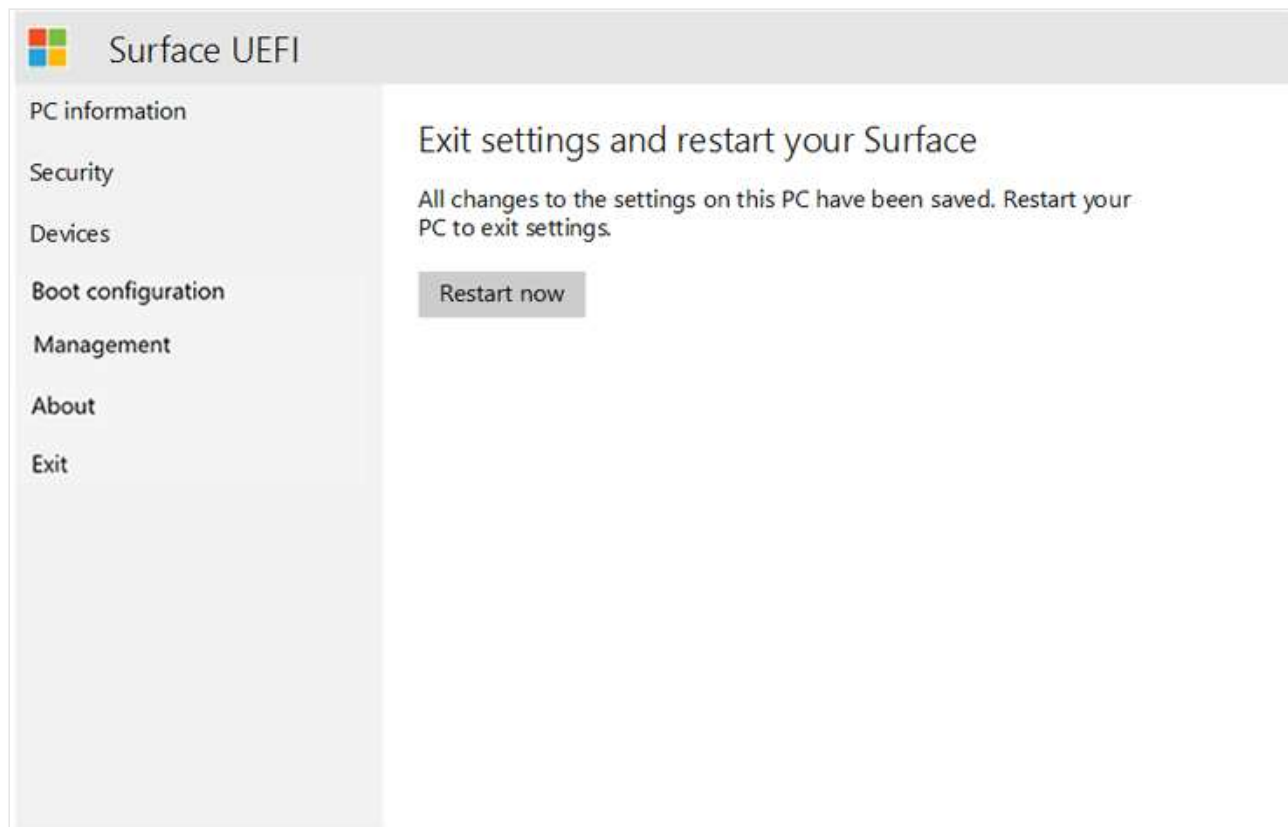 Surface UEFI
PC information
Security
Devices
Boot configuration
Management
About
Exit
Exit settings and restart your Surface
All changes to the settings on this PC have been saved. Restart your
PC to exit settings.
Restart now